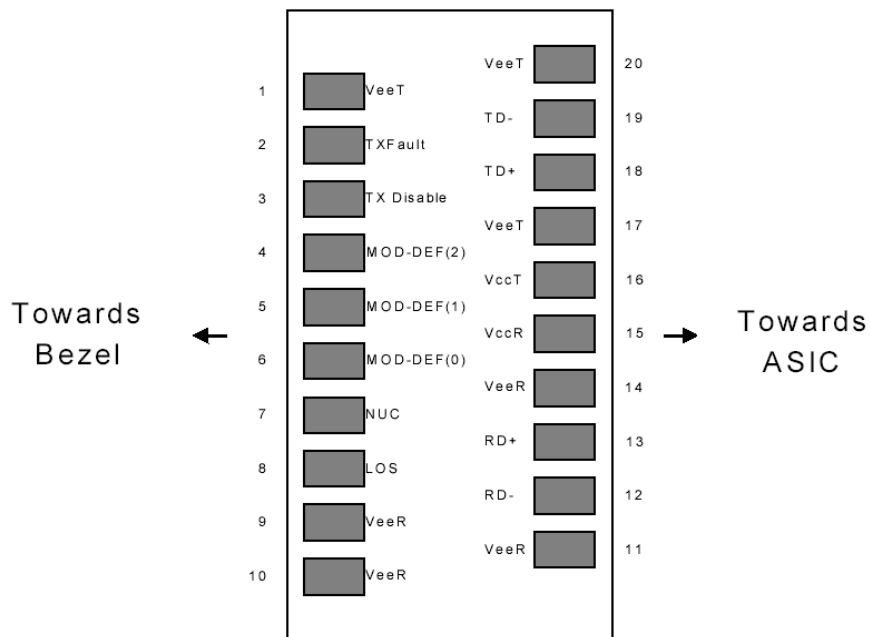 VeeT 20
1 VeeT
TD- 19
2 TXFault
TD+ 18
3 TX Disable
VeeT 17
4 MOD-DEF(2)
VccT 16
5 MOD-DEF(1)
Towards
Bezel
VccR 15
Towards
ASIC
6 MOD-DEF(0)
VeeR 14
7 NUC
RD+ 13
8 LOS
RD- 12
9 VeeR
VeeR 11
10 VeeR